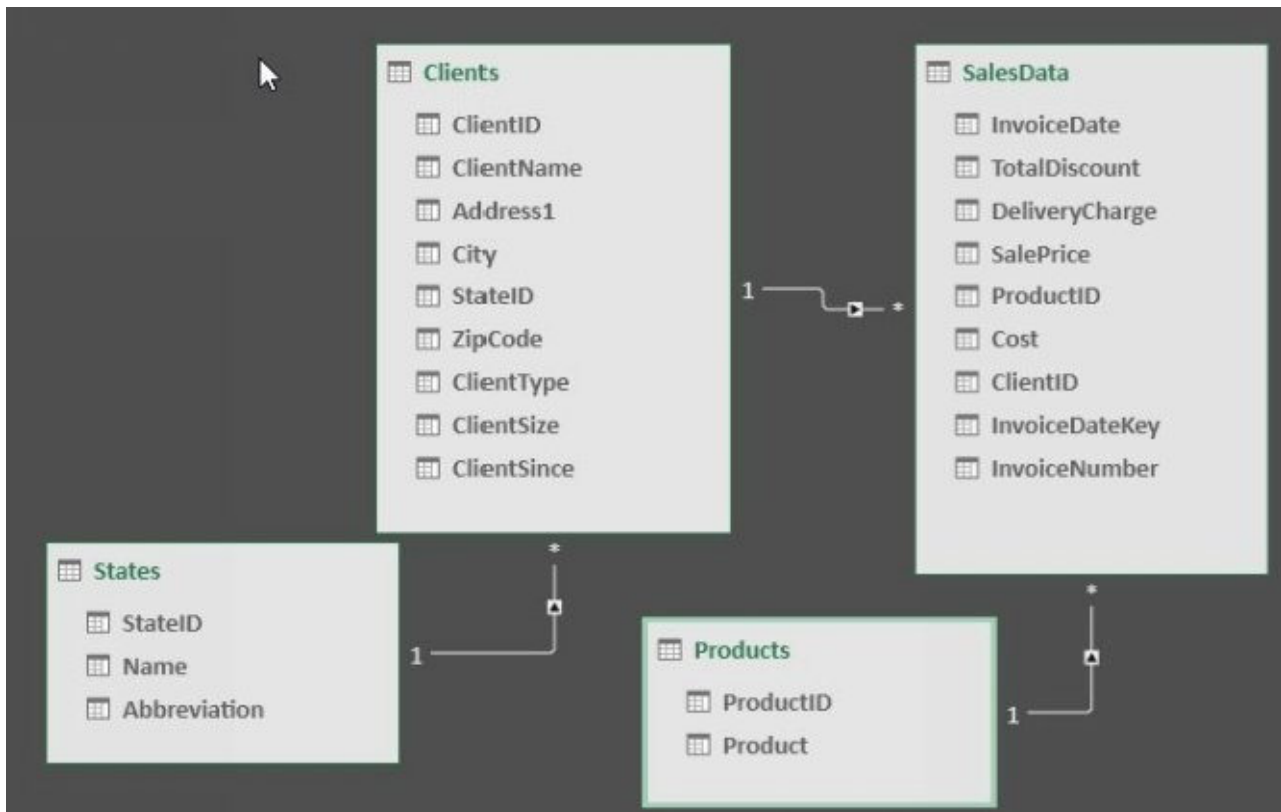 Clients
ClientID
ClientName
Address1
City
StateID
ZipCode
ClientType
ClientSize
ClientSince
SalesData
InvoiceDate
TotalDiscount
DeliveryCharge
SalePrice
ProductID
Cost
ClientID
InvoiceDateKey
InvoiceNumber
1
*
States
StateID
Name
Abbreviation
1
*
Products
ProductID
Product
1
*